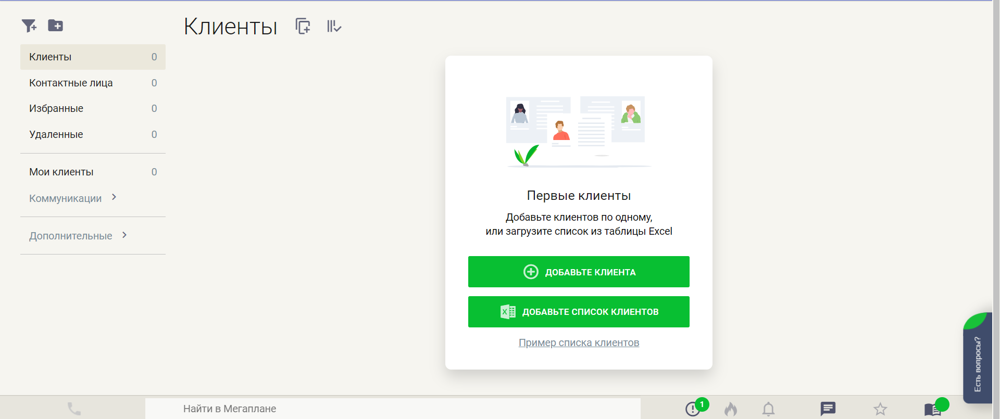 Клиенты
Клиенты 0
Контактные лица 0
Избранные 0
Удаленные 0
Мои клиенты 0
Коммуникации
Дополнительные
Первые клиенты
Добавьте клиентов по одному,
или загрузите список из таблицы Excel
ДОБАВЬТЕ КЛИЕНТА
X ДОБАВЬТЕ СПИСОК КЛИЕНТОВ
Пример списка клиентов
Есть вопросы?
Найти в Мегаплане
1